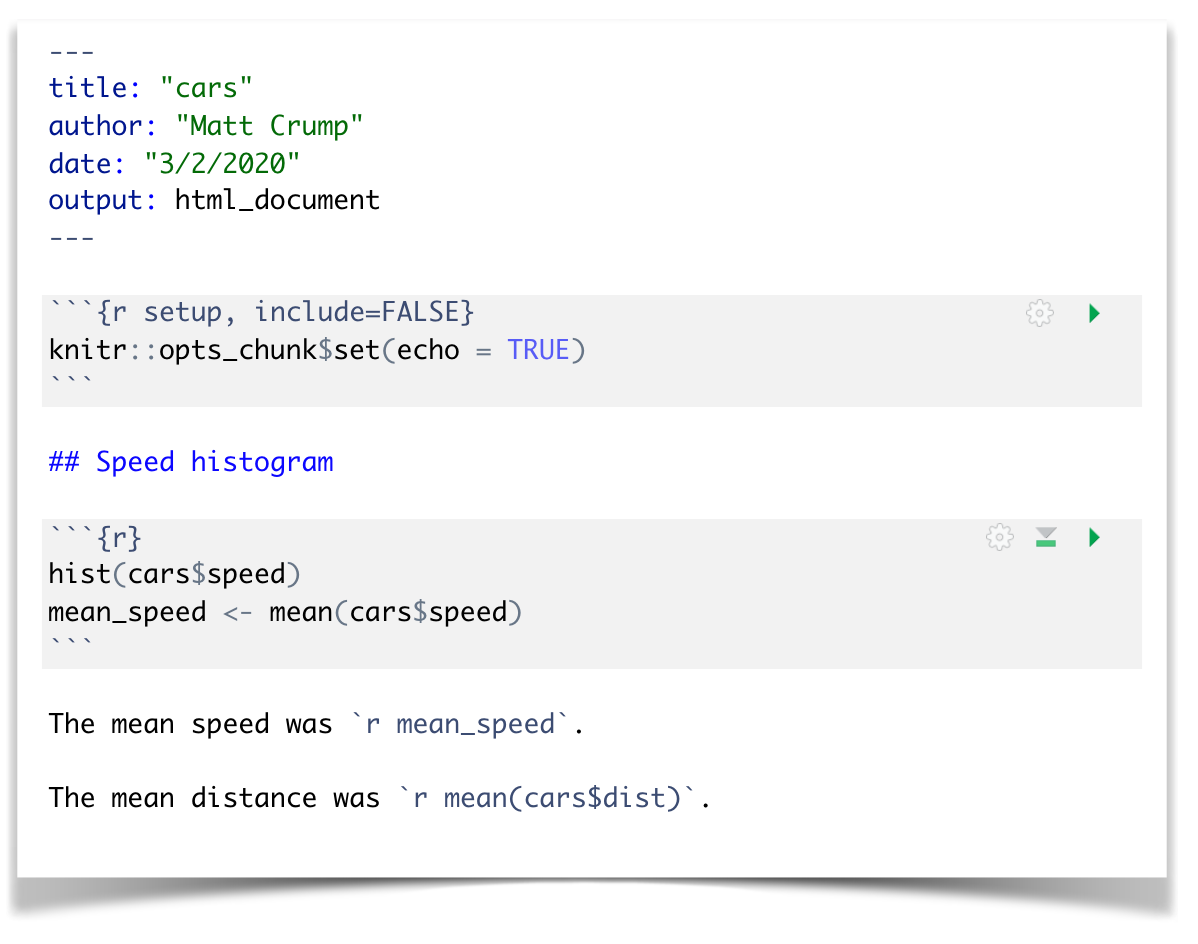 ---
title: "cars"
author: "Matt Crump"
date: "3/2/2020"
output: html_document
---
```{r setup, include=FALSE}
knitr::opts_chunk$set(echo = TRUE)
```
## Speed histogram
```{r}
hist(cars$speed)
mean_speed <- mean(cars$speed)
```
The mean speed was `r mean_speed`.
The mean distance was `r mean(cars$dist)`.